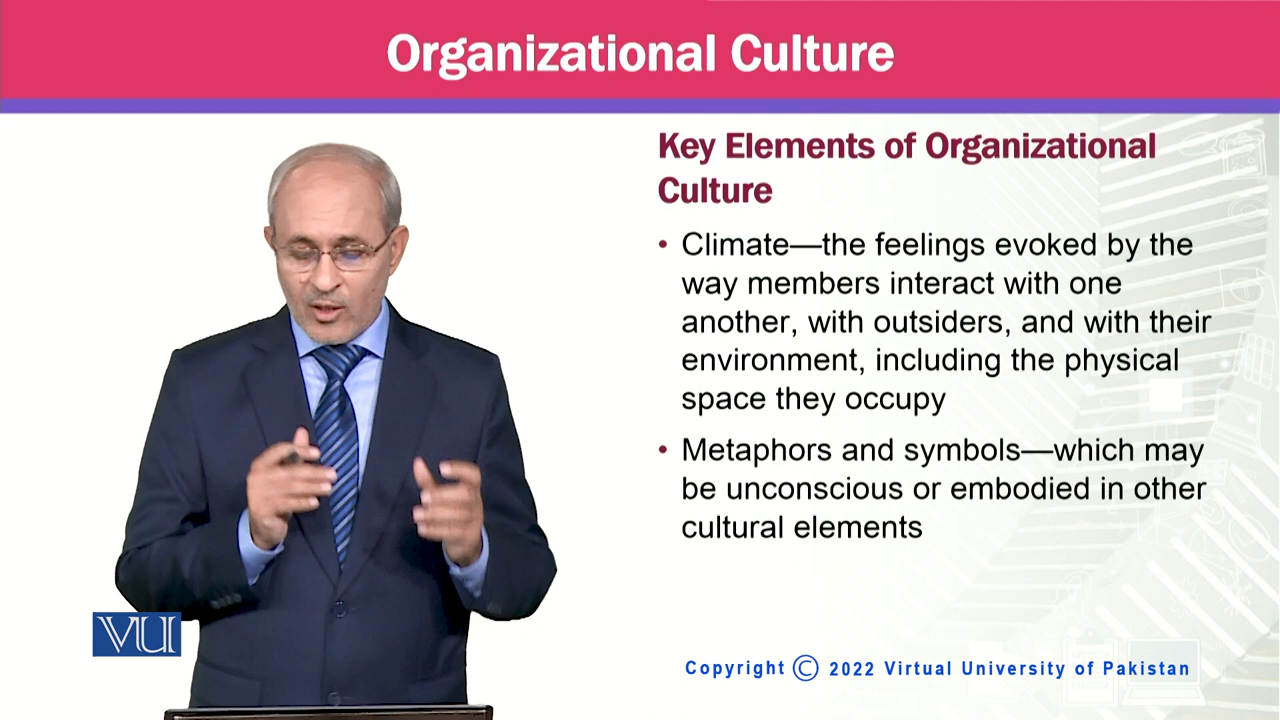 Organizational Culture
Key Elements of Organizational
Culture
• Climate—the feelings evoked by the
way members interact with one
another, with outsiders, and with their
environment, including the physical
space they occupy
• Metaphors and symbols—which may
be unconscious or embodied in other
cultural elements
VU
Copyright © 2022 Virtual University of Pakistan